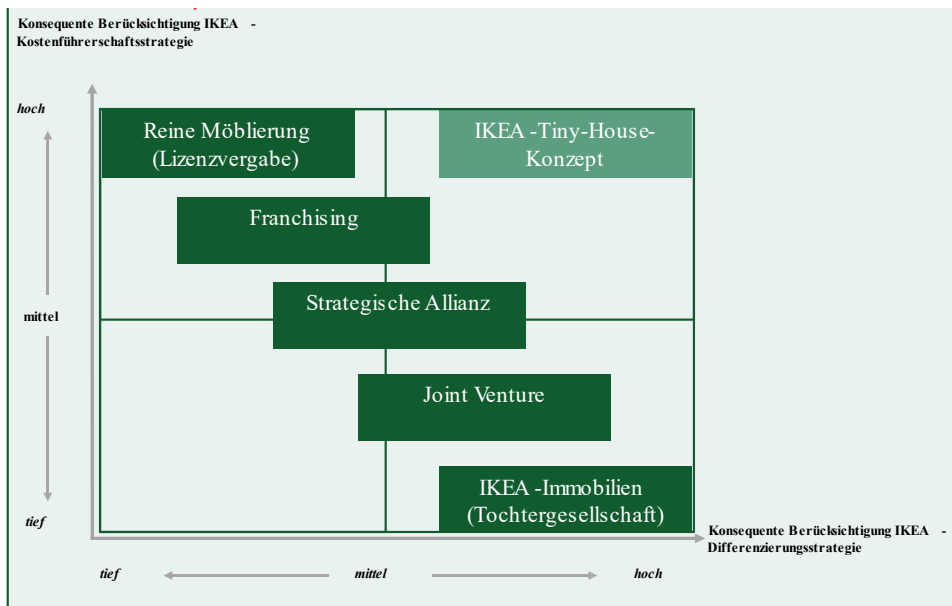 Konsequente Berücksichtigung IKEA -
Kostenführerschaftsstrategie
hoch
Reine Möblierung
(Lizenzvergabe)
IKEA -Tiny-House-
Konzept
Franchising
Strategische Allianz
mittel
Joint Venture
IKEA -Immobilien
(Tochtergesellschaft)
tief
Konsequente Berücksichtigung IKEA -
Differenzierungsstrategie
tief
mittel
hoch